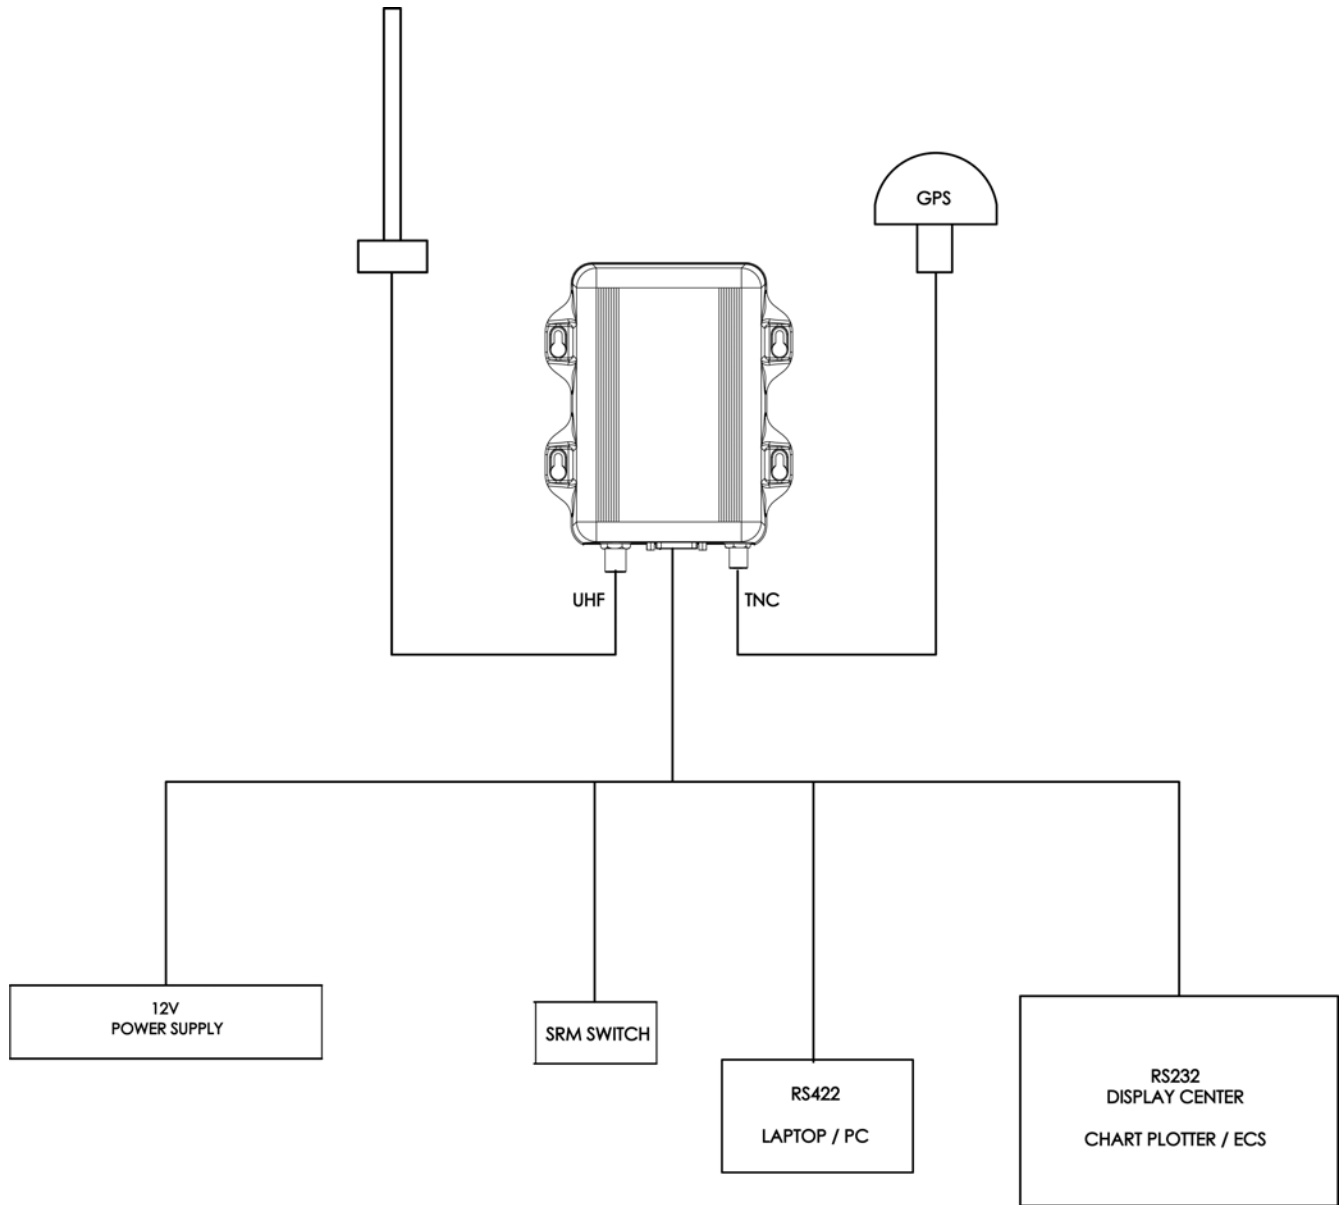 GPS
UHF
TNC
12V
POWER SUPPLY
SRM SWITCH
RS422
LAPTOP / PC
RS232
DISPLAY CENTER
CHART PLOTTER / ECS